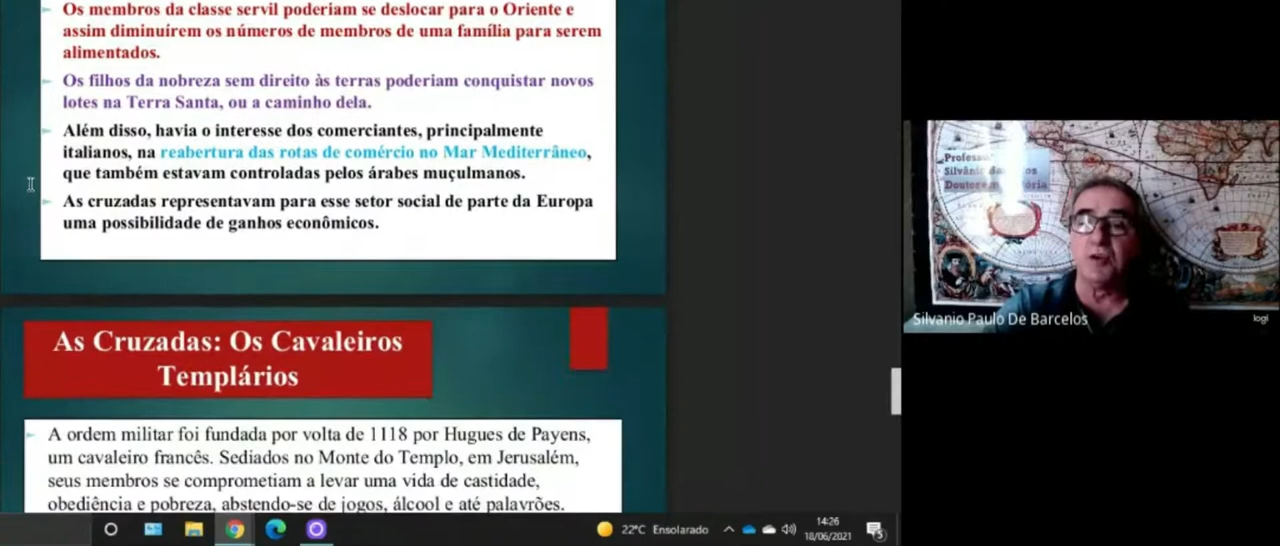 Os membros da classe servil poderiam se deslocar para o Oriente e
assim diminuírem os números de membros de uma família para serem
alimentados.
Os filhos da nobreza sem direito às terras poderiam conquistar novos
lotes na Terra Santa, ou a caminho dela.
Além disso, havia o interesse dos comerciantes, principalmente
italianos, na reabertura das rotas de comércio no Mar Mediterrâneo,
que também estavam controladas pelos árabes muçulmanos.
As cruzadas representavam para esse setor social de parte da Europa
uma possibilidade de ganhos econômicos.
As Cruzadas: Os Cavaleiros
Templários
A ordem militar foi fundada por volta de 1118 por Hugues de Payens,
um cavaleiro francês. Sediados no Monte do Templo, em Jerusalém,
seus membros se comprometiam a levar uma vida de castidade,
obediência e pobreza, abstendo-se de jogos, álcool e até palavrões.
Silvanio Paulo De Barcelos
logi
22°C Ensolarado
14:26
18/06/2021
5